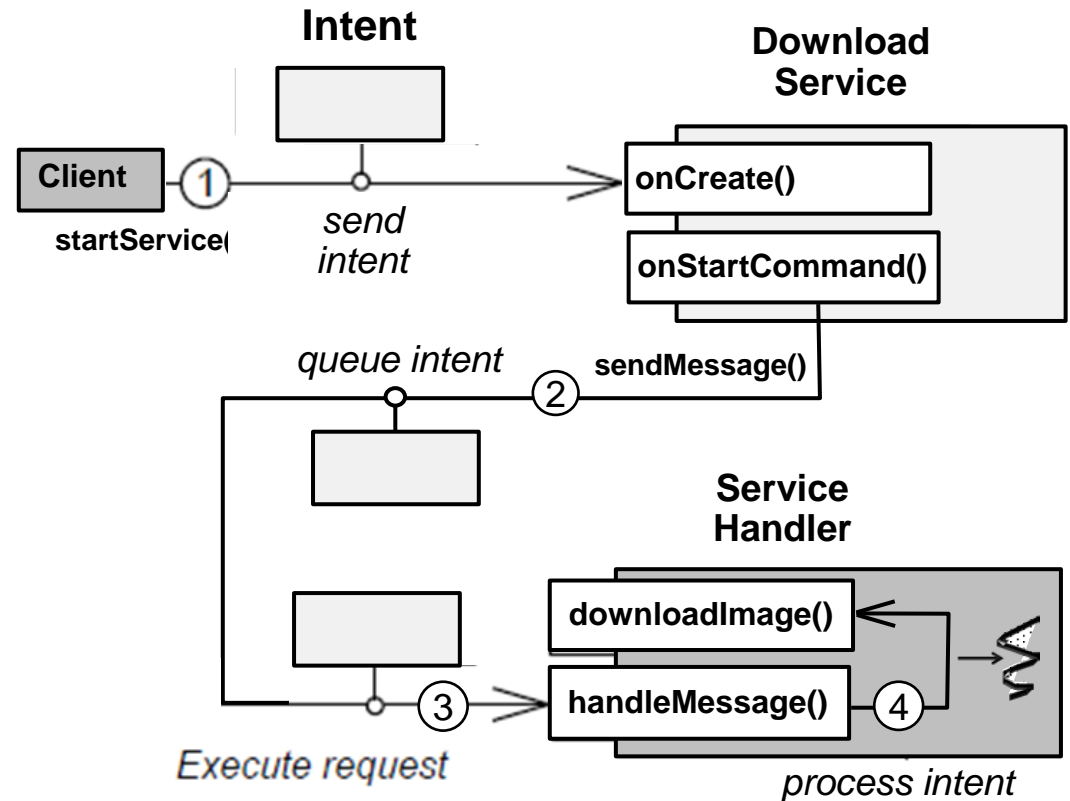 Intent
Download
Service
Client
1
onCreate()
send
intent
startService(
onStartCommand()
queue intent
sendMessage()
2
Service
Handler
downloadImage()
handleMessage()
3
4
Execute request
process intent